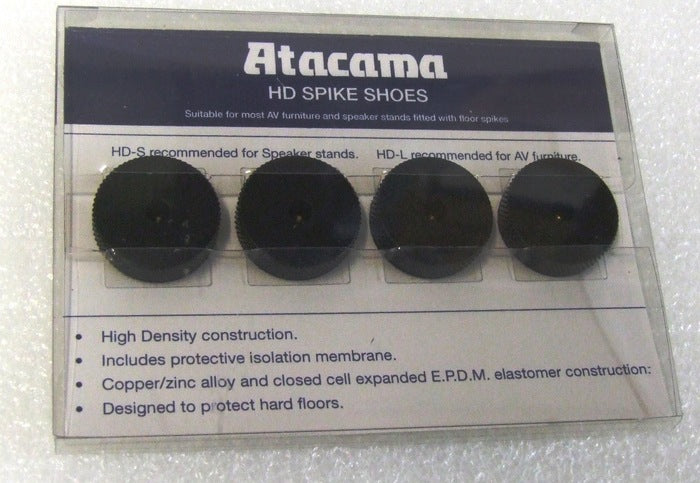 Atacama
HD SPIKE SHOES
Suitable for most AV furniture and speaker stands fitted with floor spikes
HD-S recommended for Speaker stands. HD-L recommended for AV furniture.
• High Density construction.
• Includes protective isolation membrane.
• Copper/zinc alloy and closed cell expanded E.P.D.M. elastomer construction:
• Designed to protect hard floors.